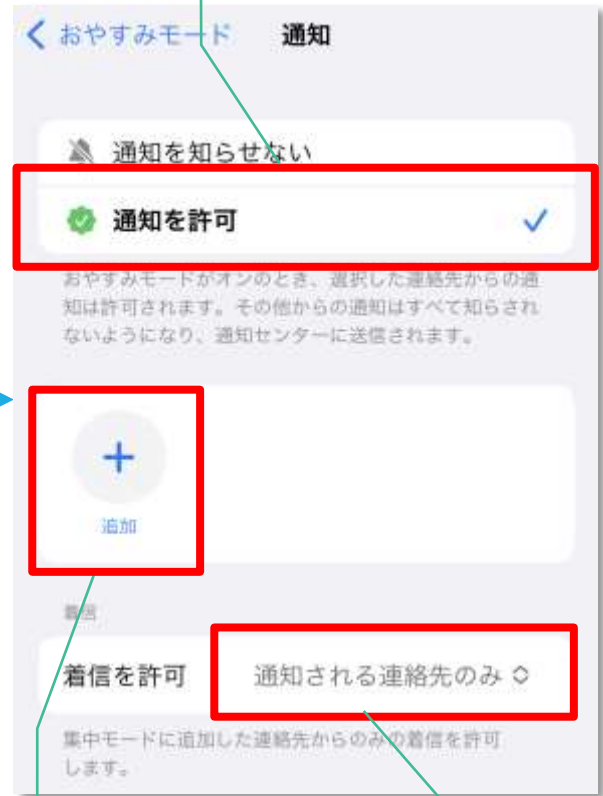 おやすみモード 通知
通知を知らせない
通知を許可
おやすみモードがオンのとき、選択した連絡先からの通
知は許可されます。その他からの通知はすべて知らされ
ないようになり、通知センターに送信されます。
追加
着信
着信を許可 通知される連絡先のみ
集中モードに追加した連絡先からのみの着信を許可
します。